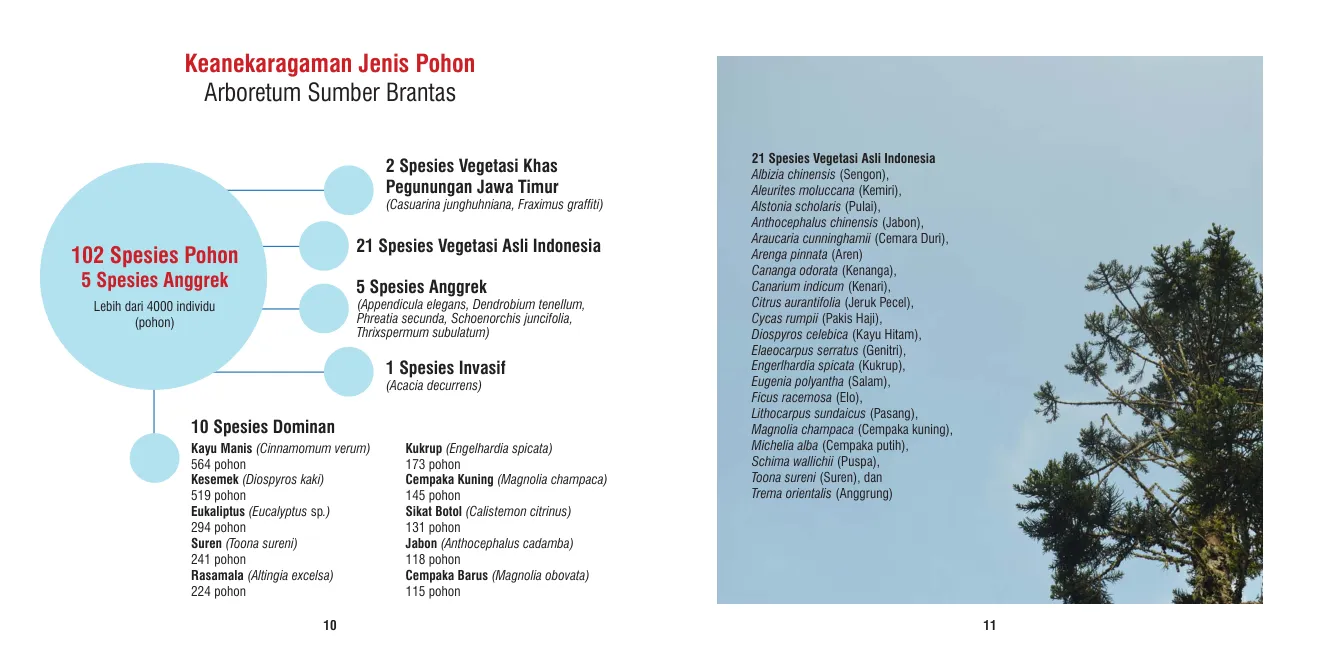 Keanekaragaman Jenis Pohon
Arboretum Sumber Brantas
102 Spesies Pohon
5 Spesies Anggrek
Lebih dari 4000 individu
(pohon)
2 Spesies Vegetasi Khas
Pegunungan Jawa Timur
(Casuarina junghuhniana, Fraximus graffiti)
21 Spesies Vegetasi Asli Indonesia
5 Spesies Anggrek
(Appendicula elegans, Dendrobium tenellum,
Phreatia secunda, Schoenorchis juncifolia,
Thrixspermum subulatum)
1 Spesies Invasif
(Acacia decurrens)
10 Spesies Dominan
Kayu Manis (Cinnamomum verum)
564 pohon
Kesemek (Diospyros kaki)
519 pohon
Eukaliptus (Eucalyptus sp.)
294 pohon
Suren (Toona sureni)
241 pohon
Rasamala (Altingia excelsa)
224 pohon
Kukrup (Engelhardia spicata)
173 pohon
Cempaka Kuning (Magnolia champaca)
145 pohon
Sikat Botol (Calistemon citrinus)
131 pohon
Jabon (Anthocephalus cadamba)
118 pohon
Cempaka Barus (Magnolia obovata)
115 pohon
10
21 Spesies Vegetasi Asli Indonesia
Albizia chinensis (Sengon),
Aleurites moluccana (Kemiri),
Alstonia scholaris (Pulai),
Anthocephalus chinensis (Jabon),
Araucaria cunninghamii (Cemara Duri),
Arenga pinnata (Aren)
Cananga odorata (Kenanga),
Canarium indicum (Kenari),
Citrus aurantifolia (Jeruk Pecel),
Cycas rumpii (Pakis Haji),
Diospyros celebica (Kayu Hitam),
Elaeocarpus serratus (Genitri),
Engerlhardia spicata (Kukrup),
Eugenia polyantha (Salam),
Ficus racemosa (Elo),
Lithocarpus sundaicus (Pasang),
Magnolia champaca (Cempaka kuning),
Michelia alba (Cempaka putih),
Schima wallichii (Puspa),
Toona sureni (Suren), dan
Trema orientalis (Anggrung)
11